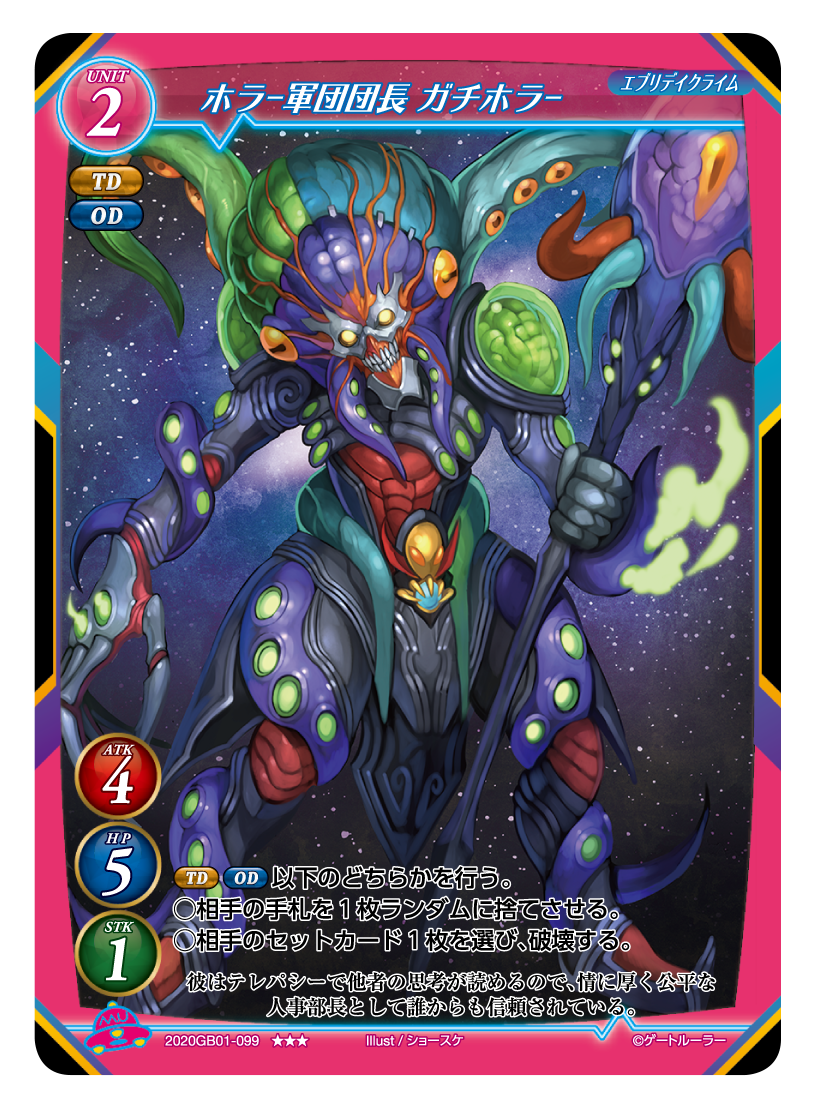 UNIT
2
ホラー軍団団長 ガチホラー
エブリデイクライム
TD
OD
ATK
4
HP
5
STK
1
TD OD 以下のどちらかを行う。
○相手の手札を1枚ランダムに捨てさせる。
○相手のセットカード1枚を選び、破壊する。
彼はテレパシーで他者の思考が読めるので、情に厚く公平な
人事部長として誰からも信頼されている。
MU
2020GB01-099 ★★★ Illust / ショースケ ©ゲートルーラー